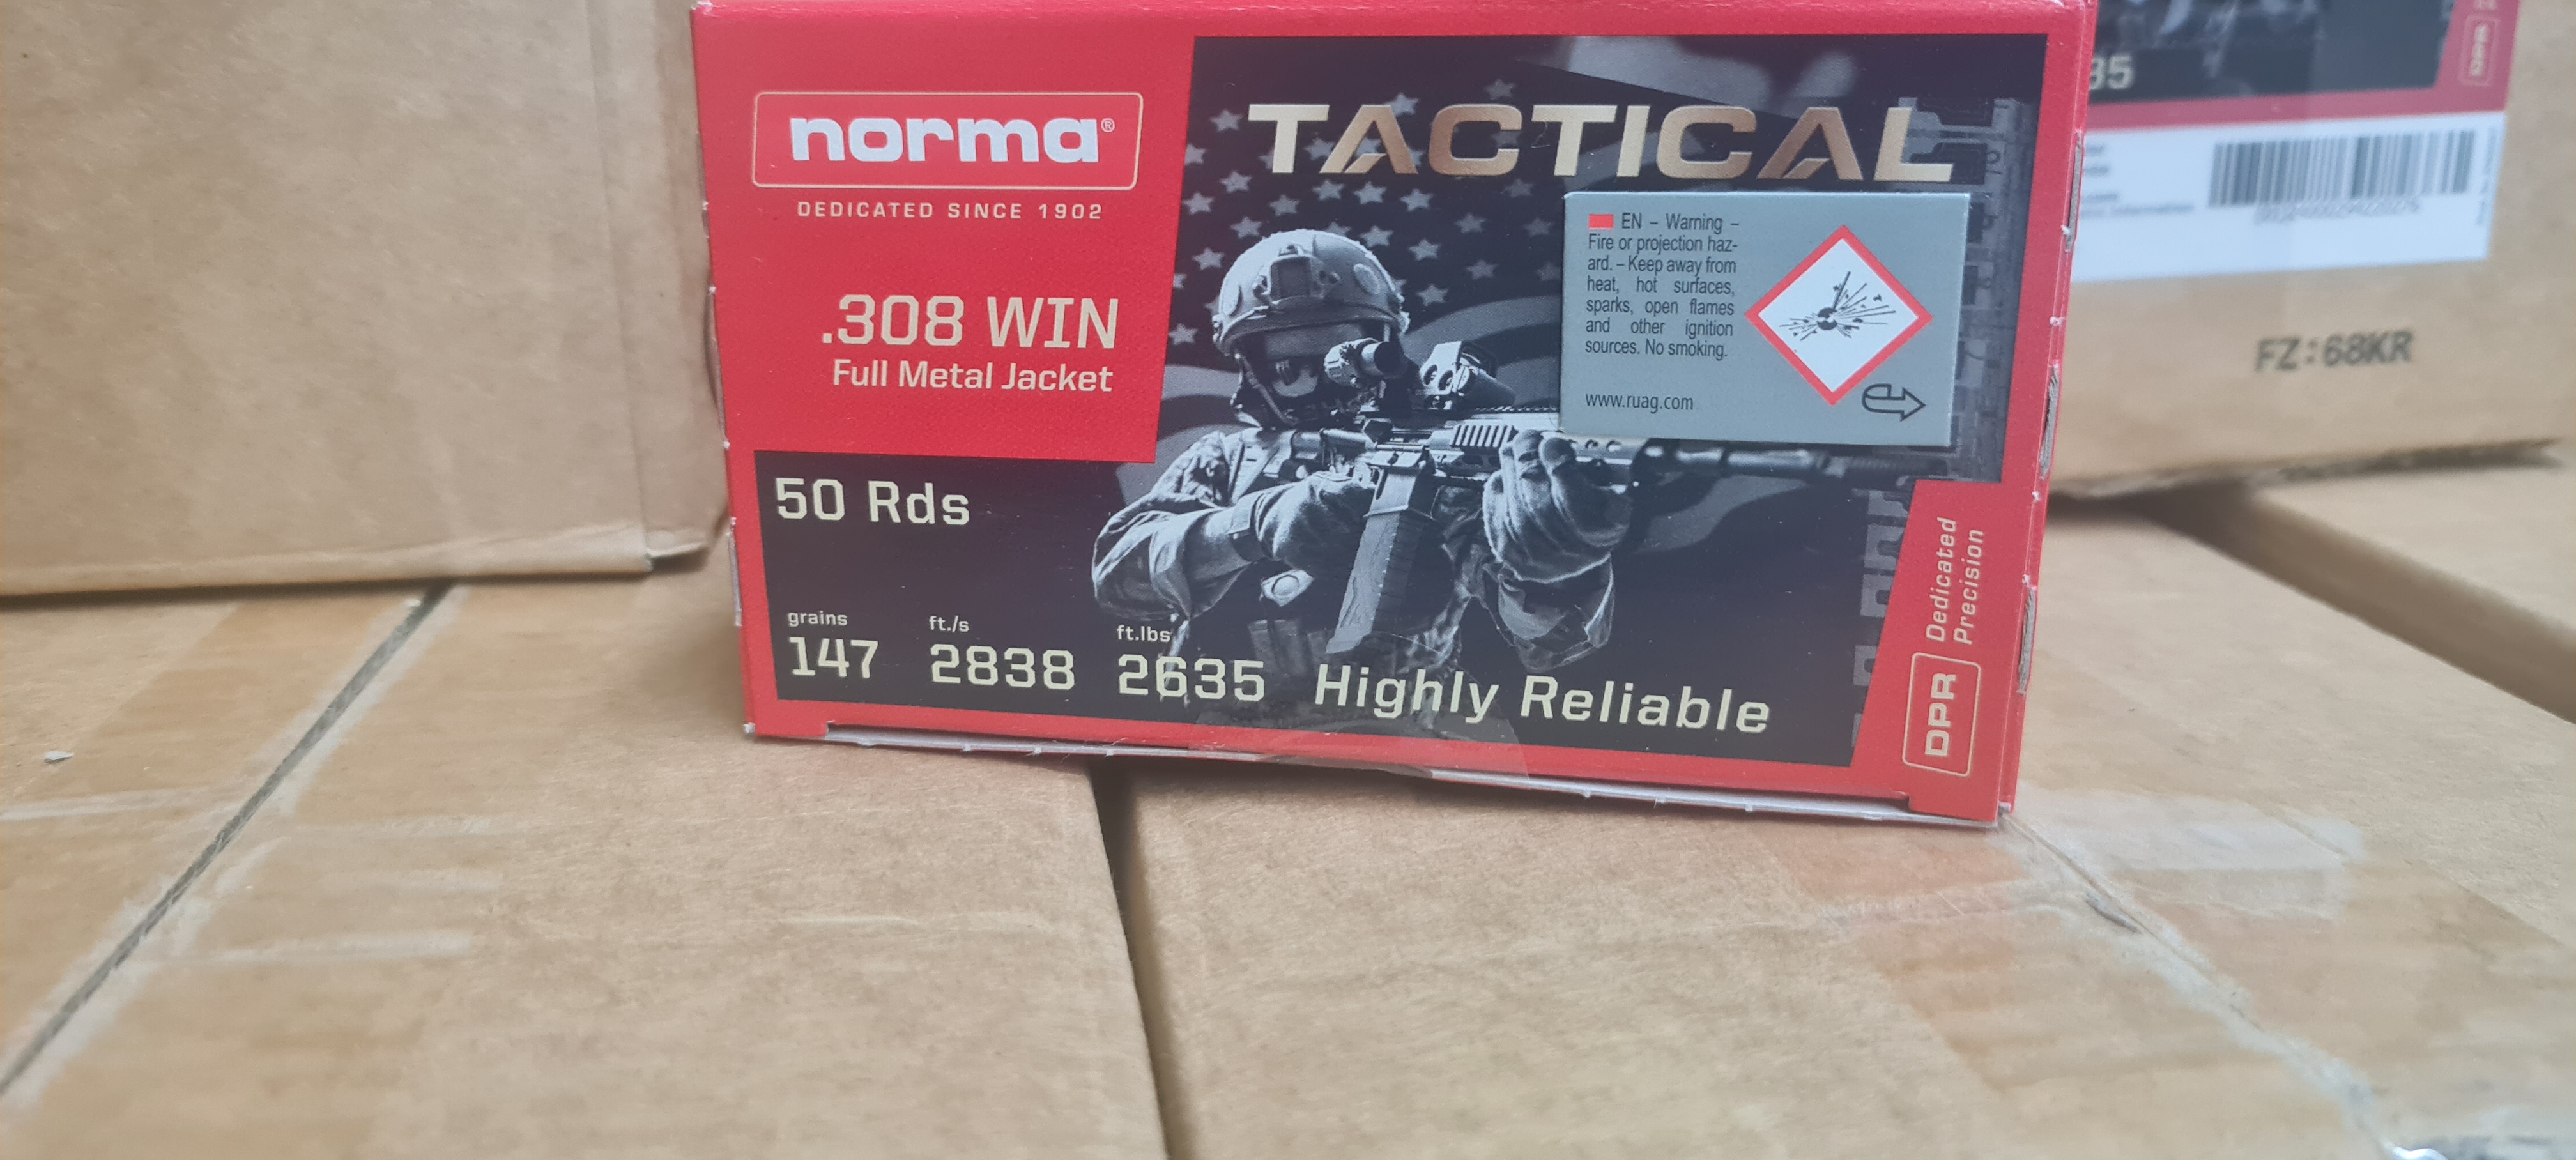 norma®
DEDICATED SINCE 1902
.308 WIN
Full Metal Jacket
50 Rds
grains
147
ft./s
2838
ft.lbs
2635
Highly Reliable
TACTICAL
EN – Warning –
Fire or projection haz-
ard. – Keep away from
heat, hot surfaces,
sparks, open flames
and other ignition
sources. No smoking.
www.ruag.com
DPR
Dedicated
Precision
35
DPR
FZ:68KR